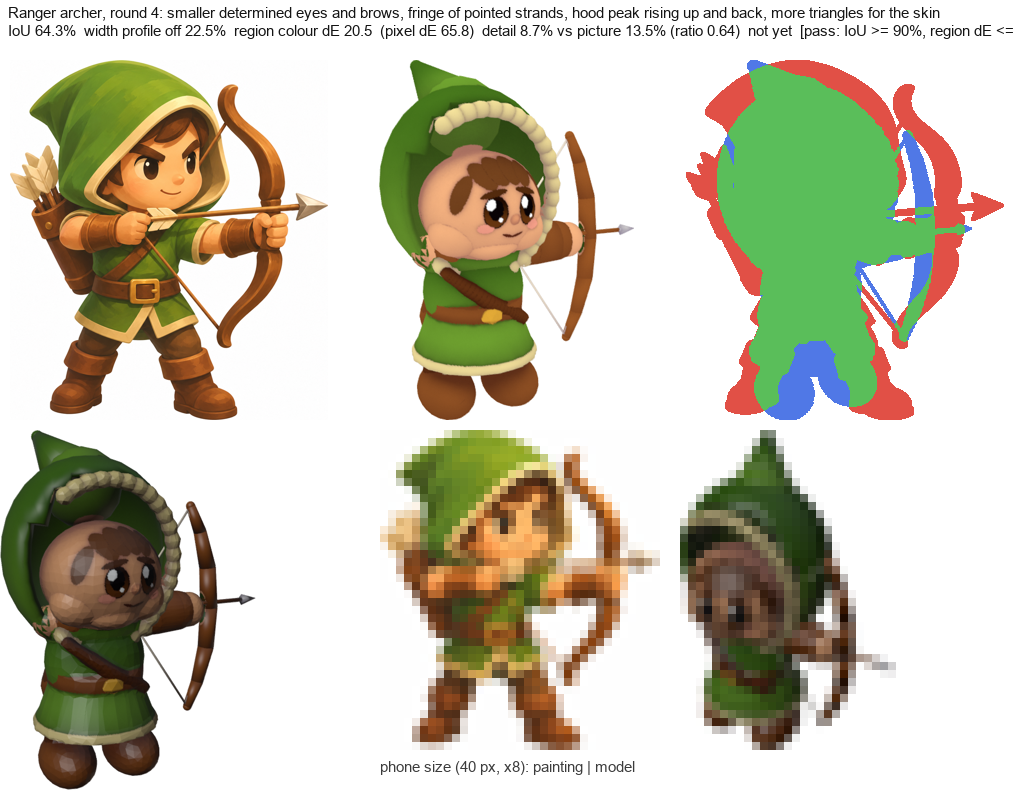 Ranger archer, round 4: smaller determined eyes and brows, fringe of pointed strands, hood peak rising up and back, more triangles for the skin
IoU 64.3%  width profile off 22.5%  region colour dE 20.5  (pixel dE 65.8)  detail 8.7% vs picture 13.5% (ratio 0.64)  not yet  [pass: IoU >= 90%, region dE <=
phone size (40 px, x8): painting | model